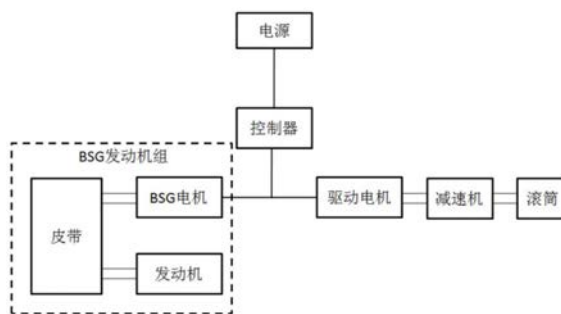 电源
控制器
BSG发动机组
BSG电机
驱动电机
减速机
滚筒
皮带
发动机